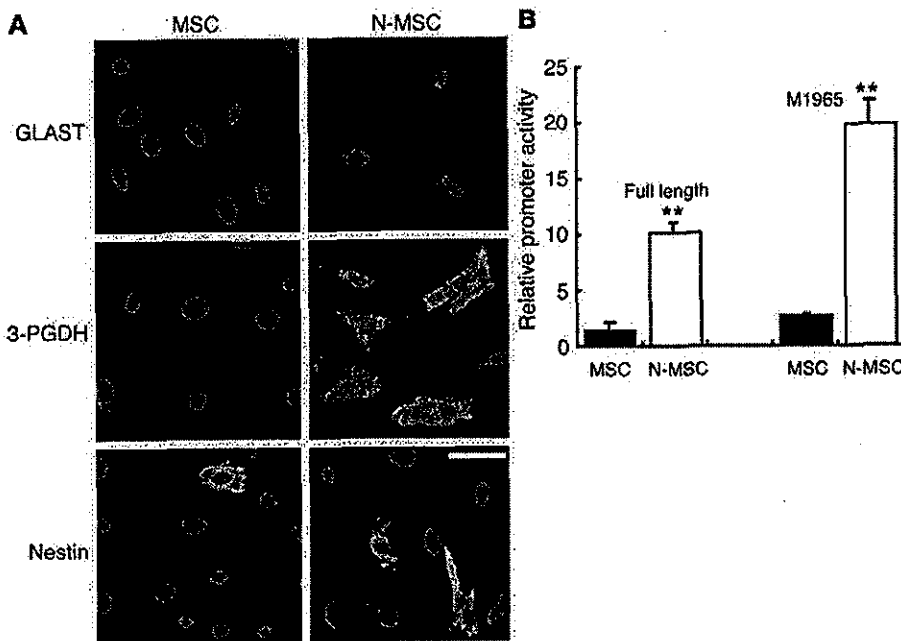 A
MSC
N-MSC
GLAST
3-PGDH
Nestin
B
Relative promoter activity
25
20
15
10
5
0
Full length
**
M1965
**
MSC
N-MSC
MSC
N-MSC